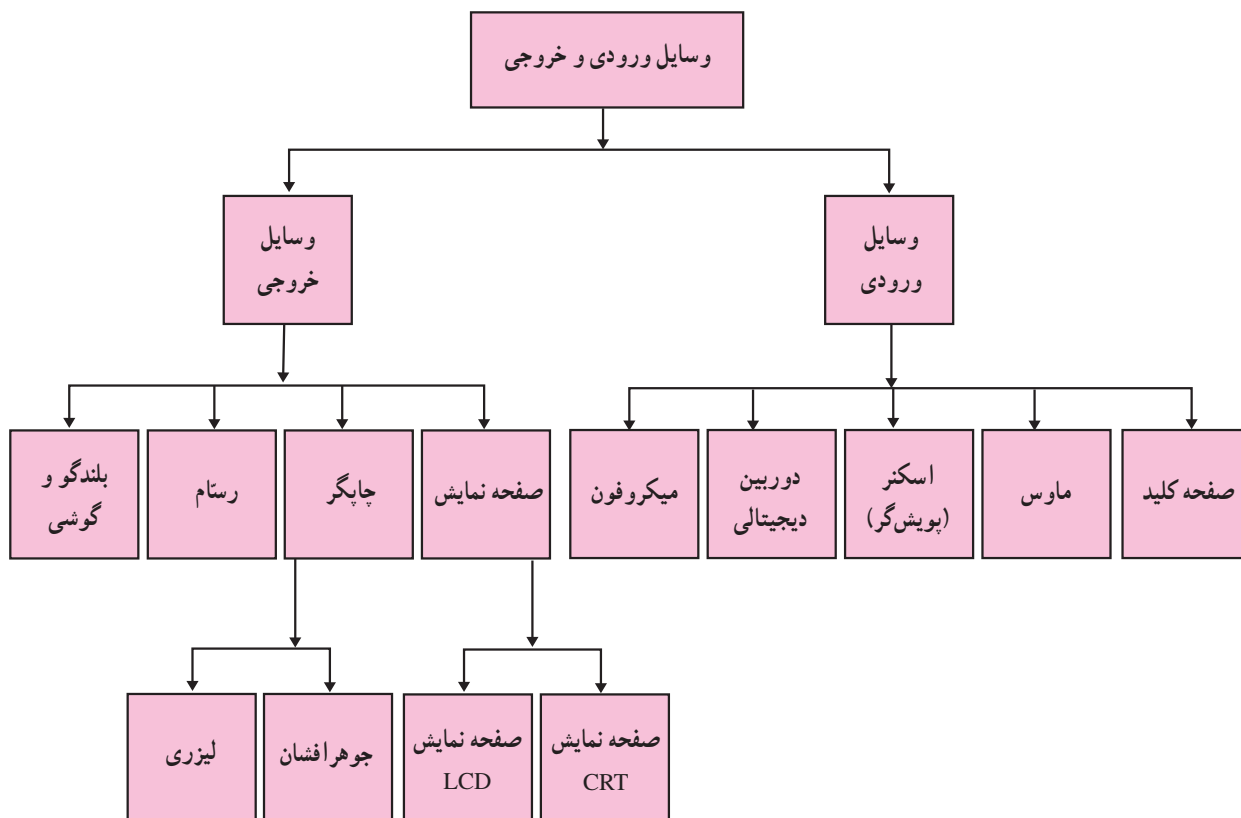 وسایل ورودی و خروجی
وسایل
ورودی
وسایل
خروجی
صفحه کلید
ماوس
اسکنر
(پویش‌گر)
دوربین
دیجیتالی
میکروفون
صفحه نمایش
چاپگر
رسّام
بلندگو و
گوشی
صفحه نمایش
CRT
صفحه نمایش
LCD
جوهرافشان
لیزری